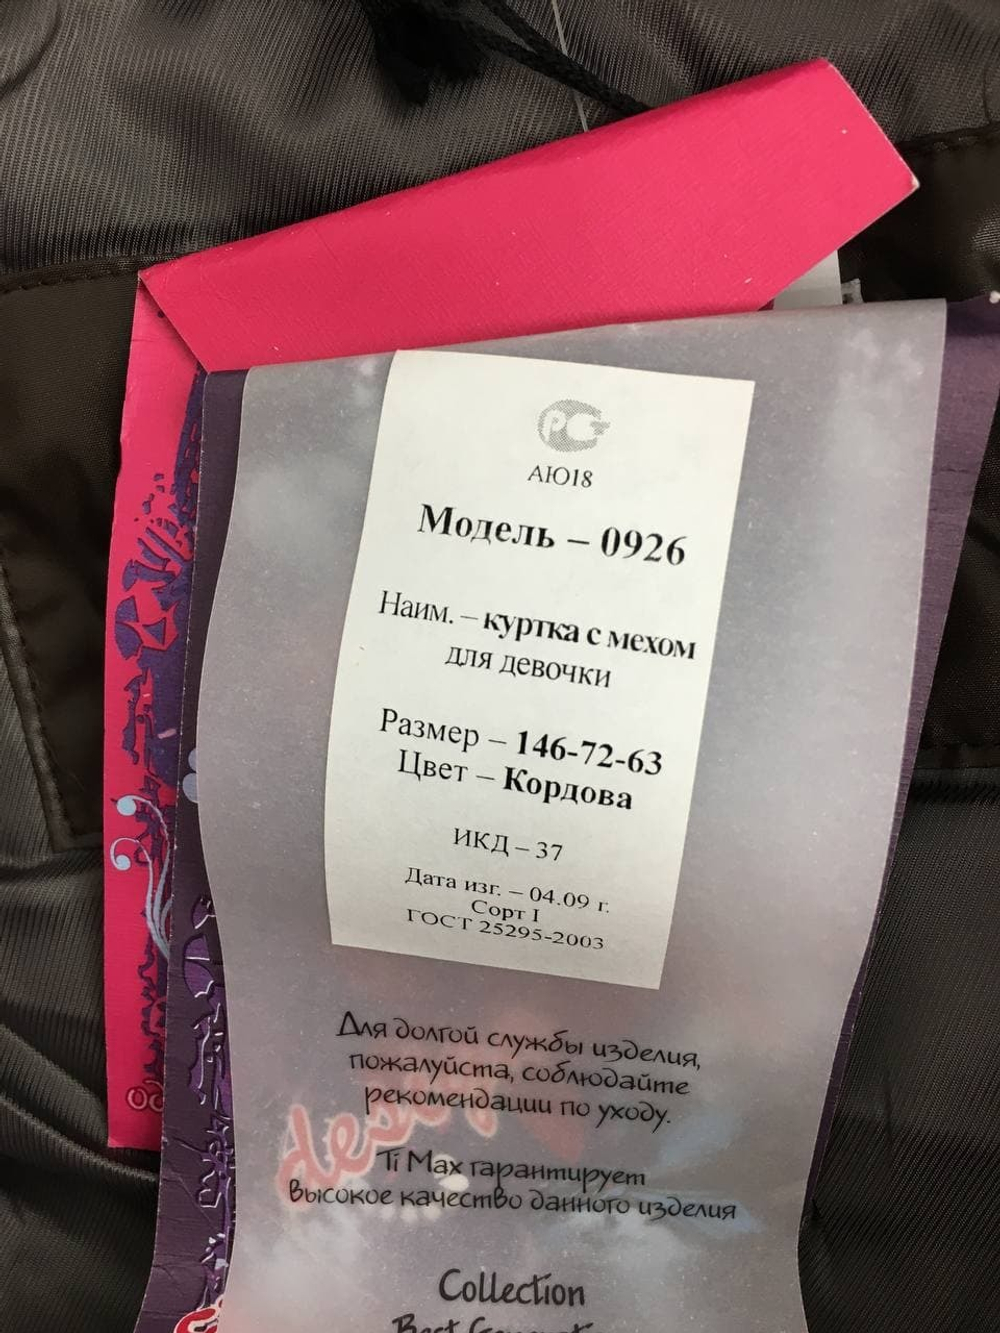 РС
АЮ18
Модель – 0926
Наим. – куртка с мехом
для девочки
Размер – 146-72-63
Цвет – Кордова
ИКД – 37
Дата изг. – 04.09 г.
Сорт I
ГОСТ 25295-2003
Для долгой службы изделия,
пожалуйста, соблюдайте
рекомендации по уходу.
Ti Max гарантирует
высокое качество данного изделия
Collection
Best